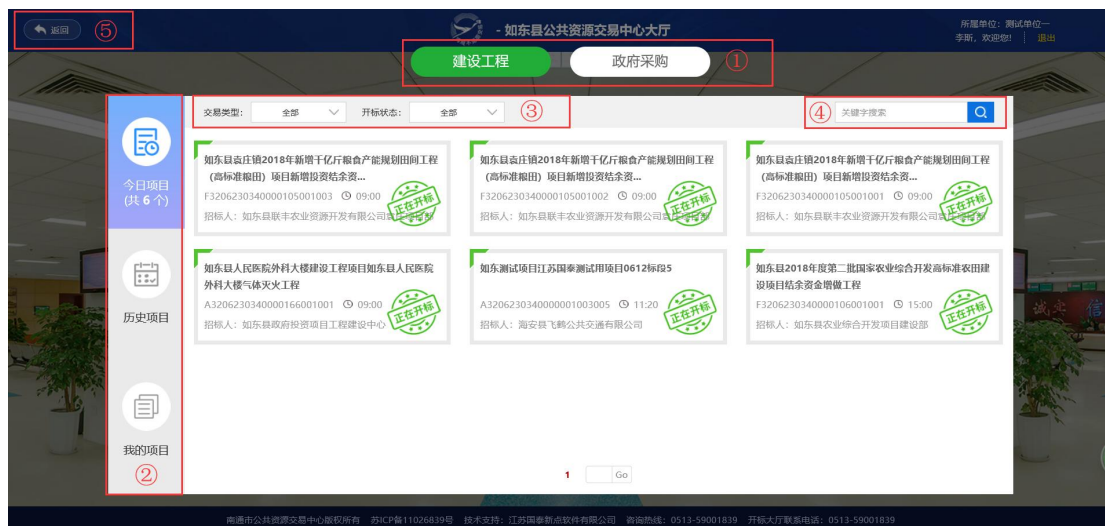 返回
⑤
- 如东县公共资源交易中心大厅
所属单位：测试单位一
李斯，欢迎您！ 退出
建设工程
政府采购
①
交易类型： 全部 开标状态： 全部
③
④
关键字搜索
今日项目
(共 6 个)
历史项目
我的项目
②
如东县袁庄镇2018年新增千亿斤粮食产能规划田间工程
（高标准粮田）项目新增投资结余资...
F3206230340000105001003 09:00
招标人：如东县联丰农业资源开发有限公司袁庄项目部
正在开标
如东县袁庄镇2018年新增千亿斤粮食产能规划田间工程
（高标准粮田）项目新增投资结余资...
F3206230340000105001002 09:00
招标人：如东县联丰农业资源开发有限公司袁庄项目部
正在开标
如东县袁庄镇2018年新增千亿斤粮食产能规划田间工程
（高标准粮田）项目新增投资结余资...
F3206230340000105001001 09:00
招标人：如东县联丰农业资源开发有限公司袁庄项目部
正在开标
如东县人民医院外科大楼建设工程项目如东县人民医院
外科大楼气体灭火工程
A3206230340000166001001 09:00
招标人：如东县政府投资项目工程建设中心
正在开标
如东测试项目江苏国泰测试用项目0612标段5
A3206230340000001003005 11:20
招标人：海安县飞鹤公共交通有限公司
正在开标
如东县2018年度第二批国家农业综合开发高标准农田建
设项目结余资金增做工程
F3206230340000106001001 15:00
招标人：如东县农业综合开发项目建设部
正在开标
诚 实 信
1 Go
南通市公共资源交易中心版权所有 苏ICP备11026839号 技术支持：江苏国泰新点软件有限公司 咨询热线：0513-59001839 开标大厅联系电话：0513-59001839